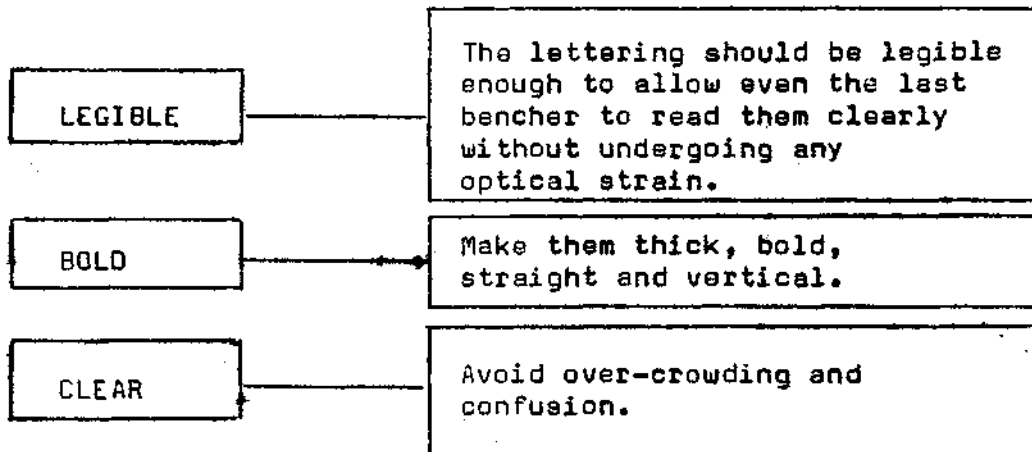 LEGIBLE
The lettering should be legible
enough to allow even the last
bencher to read them clearly
without undergoing any
optical strain.
BOLD
Make them thick, bold,
straight and vertical.
CLEAR
Avoid over-crowding and
confusion.